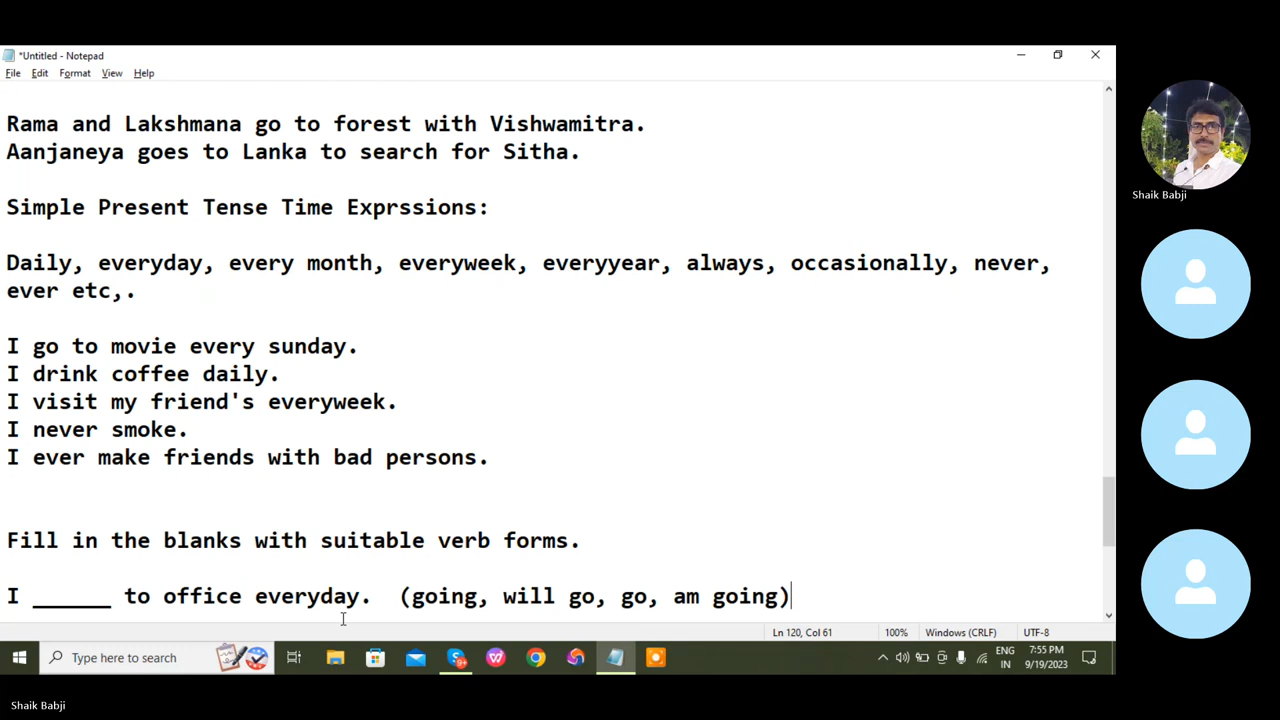 *Untitled - Notepad
File Edit Format View Help
Rama and Lakshmana go to forest with Vishwamitra.
Aanjaneya goes to Lanka to search for Sitha.
Simple Present Tense Time Exprssions:
Daily, everyday, every month, everyweek, everyyear, always, occasionally, never,
ever etc,.
I go to movie every sunday.
I drink coffee daily.
I visit my friend's everyweek.
I never smoke.
I ever make friends with bad persons.
Fill in the blanks with suitable verb forms.
I ______ to office everyday.  (going, will go, go, am going)
Ln 120, Col 61 100% Windows (CRLF) UTF-8
Type here to search
ENG
IN
7:55 PM
9/19/2023
Shaik Babji
Shaik Babji